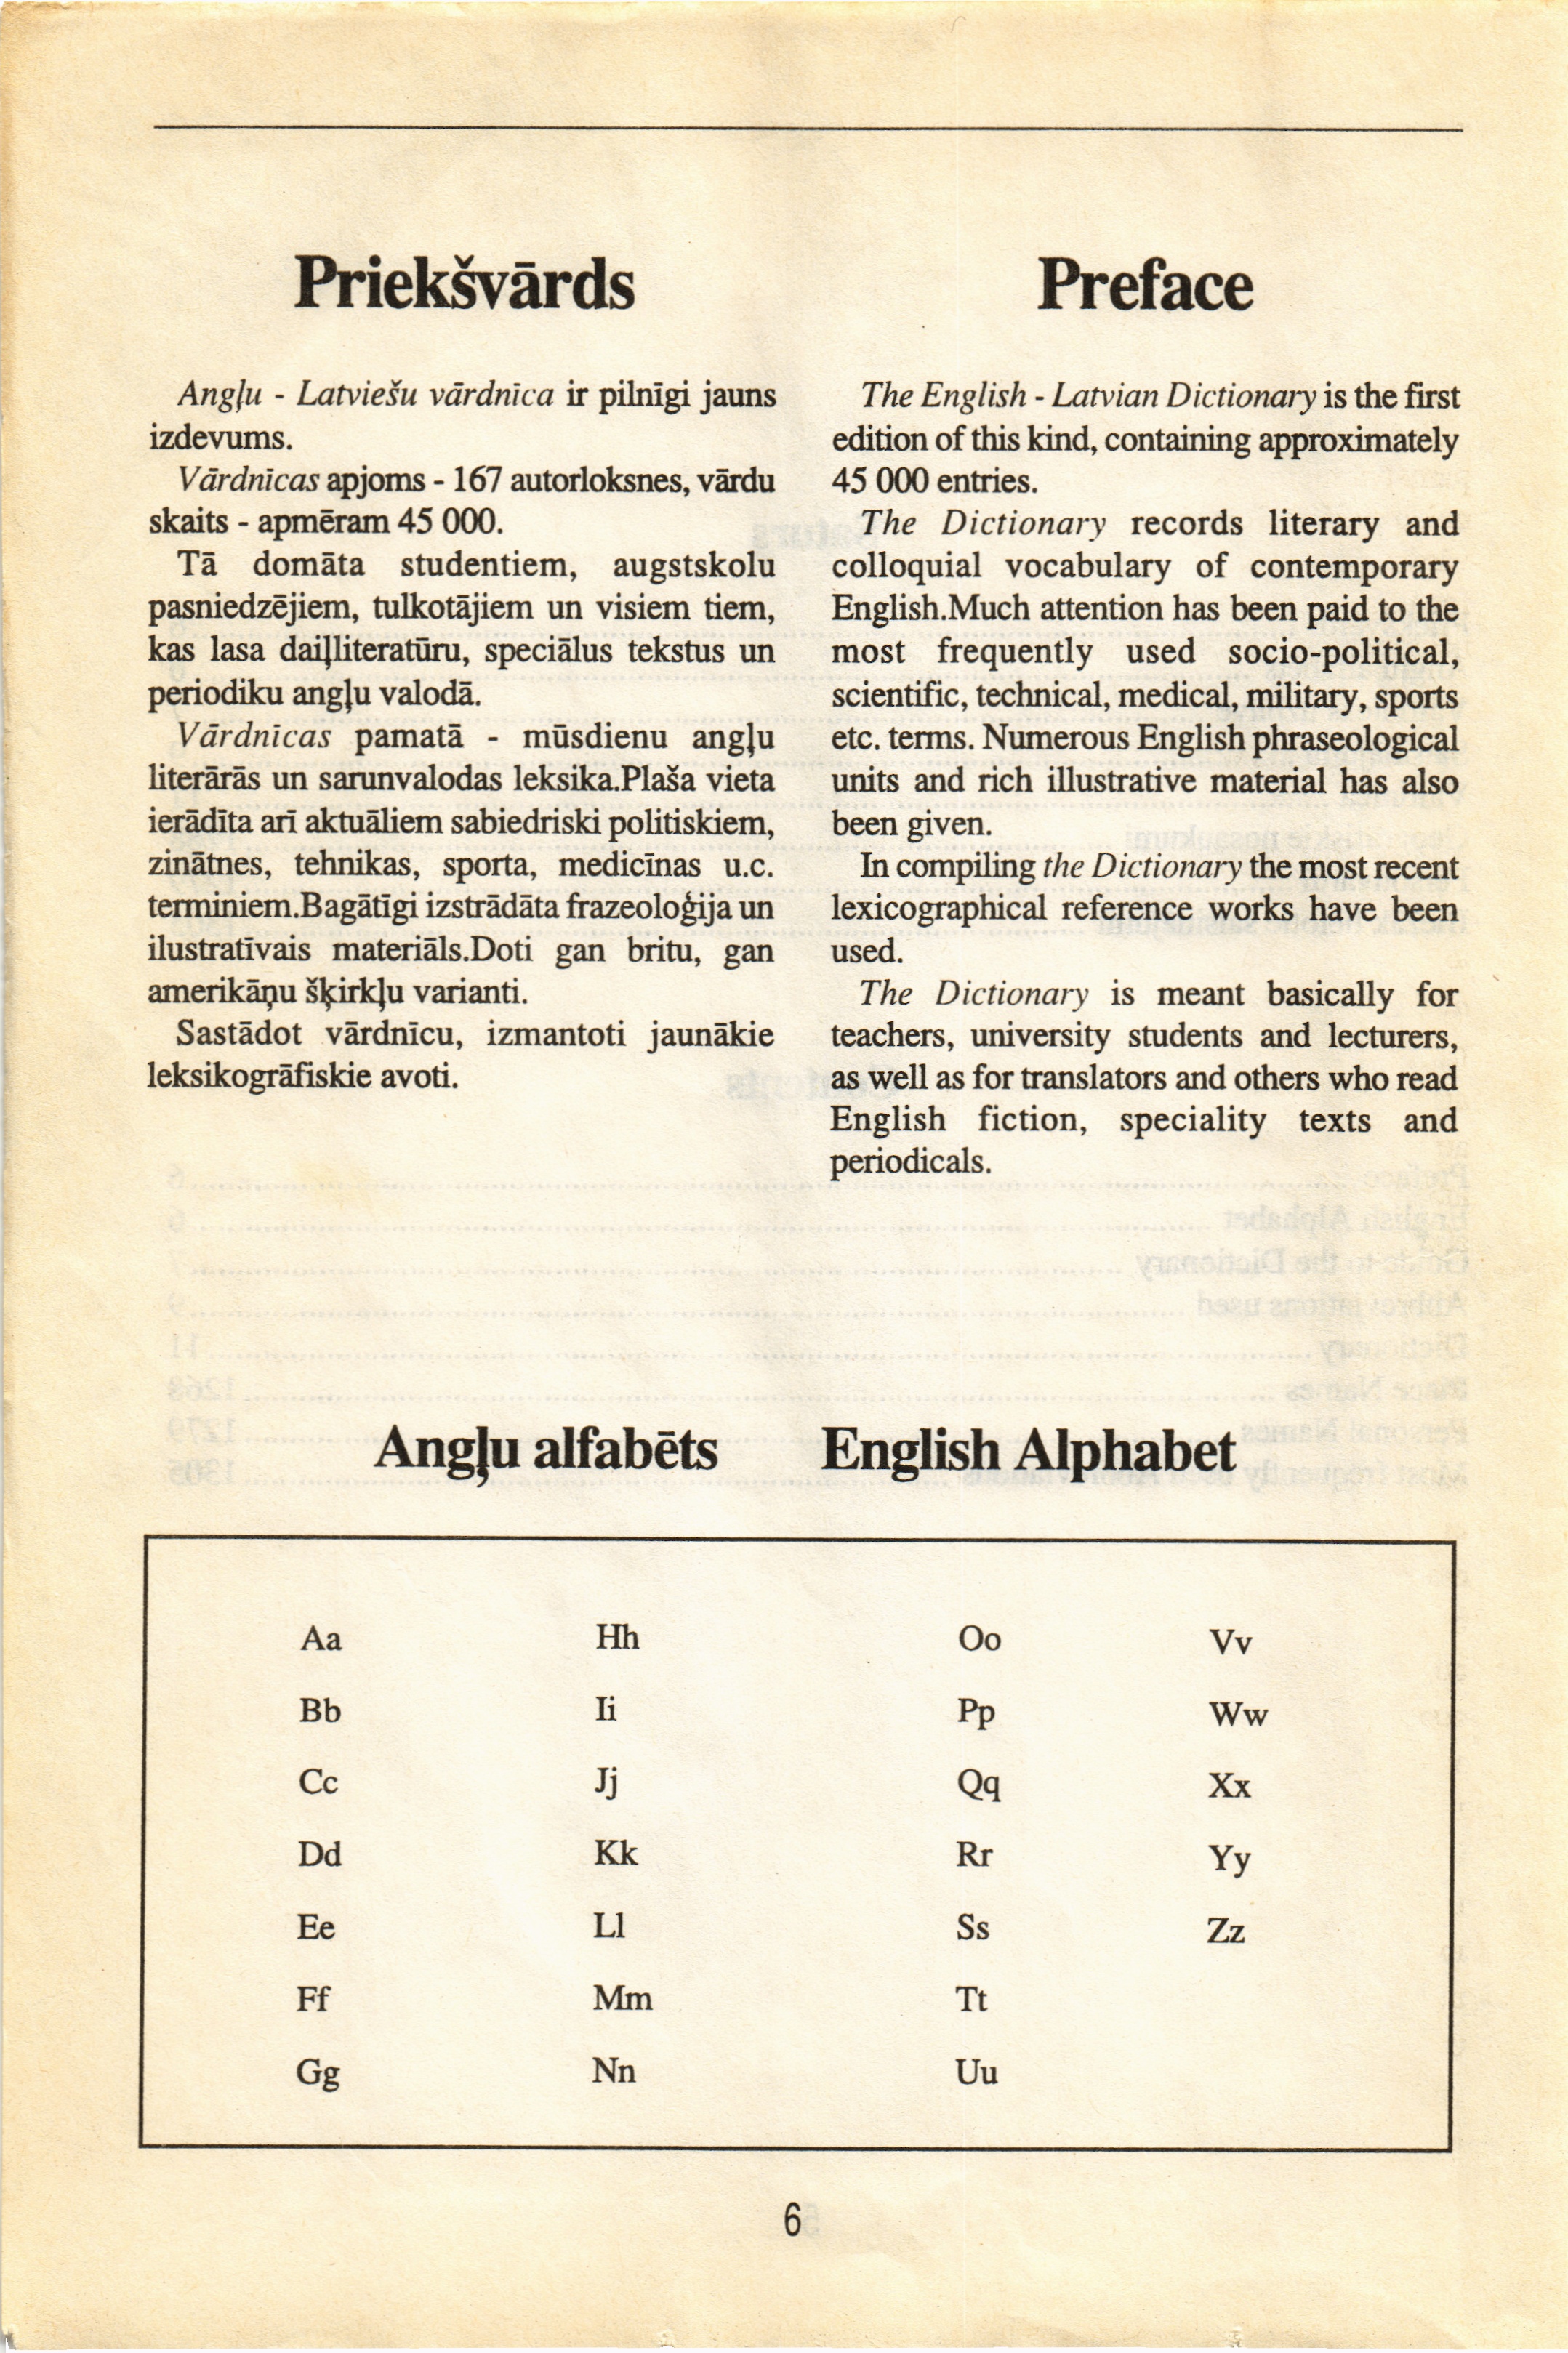 Priekšvārds
Angļu - Latviešu vārdnīca ir pilnīgi jauns
izdevums.
Vārdnīcas apjoms - 167 autorloksnes, vārdu
skaits - apmēram 45 000.
Tā domāta studentiem, augstskolu
pasniedzējiem, tulkotājiem un visiem tiem,
kas lasa daiļliteratūru, speciālus tekstus un
periodiku angļu valodā.
Vārdnīcas pamatā - mūsdienu angļu
literārās un sarunvalodas leksika.Plaša vieta
ierādīta arī aktuāliem sabiedriski politiskiem,
zinātnes, tehnikas, sporta, medicīnas u.c.
terminiem.Bagātīgi izstrādāta frazeoloģija un
ilustratīvais materiāls.Doti gan britu, gan
amerikāņu šķirkļu varianti.
Sastādot vārdnīcu, izmantoti jaunākie
leksikogrāfiskie avoti.
Preface
The English - Latvian Dictionary is the first
edition of this kind, containing approximately
45 000 entries.
The Dictionary records literary and
colloquial vocabulary of contemporary
English.Much attention has been paid to the
most frequently used socio-political,
scientific, technical, medical, military, sports
etc. terms. Numerous English phraseological
units and rich illustrative material has also
been given.
In compiling the Dictionary the most recent
lexicographical reference works have been
used.
The Dictionary is meant basically for
teachers, university students and lecturers,
as well as for translators and others who read
English fiction, speciality texts and
periodicals.
Angļu alfabēts English Alphabet
Aa Hh Oo Vv
Bb Ii Pp Ww
Cc Jj Qq Xx
Dd Kk Rr Yy
Ee Ll Ss Zz
Ff Mm Tt
Gg Nn Uu
6